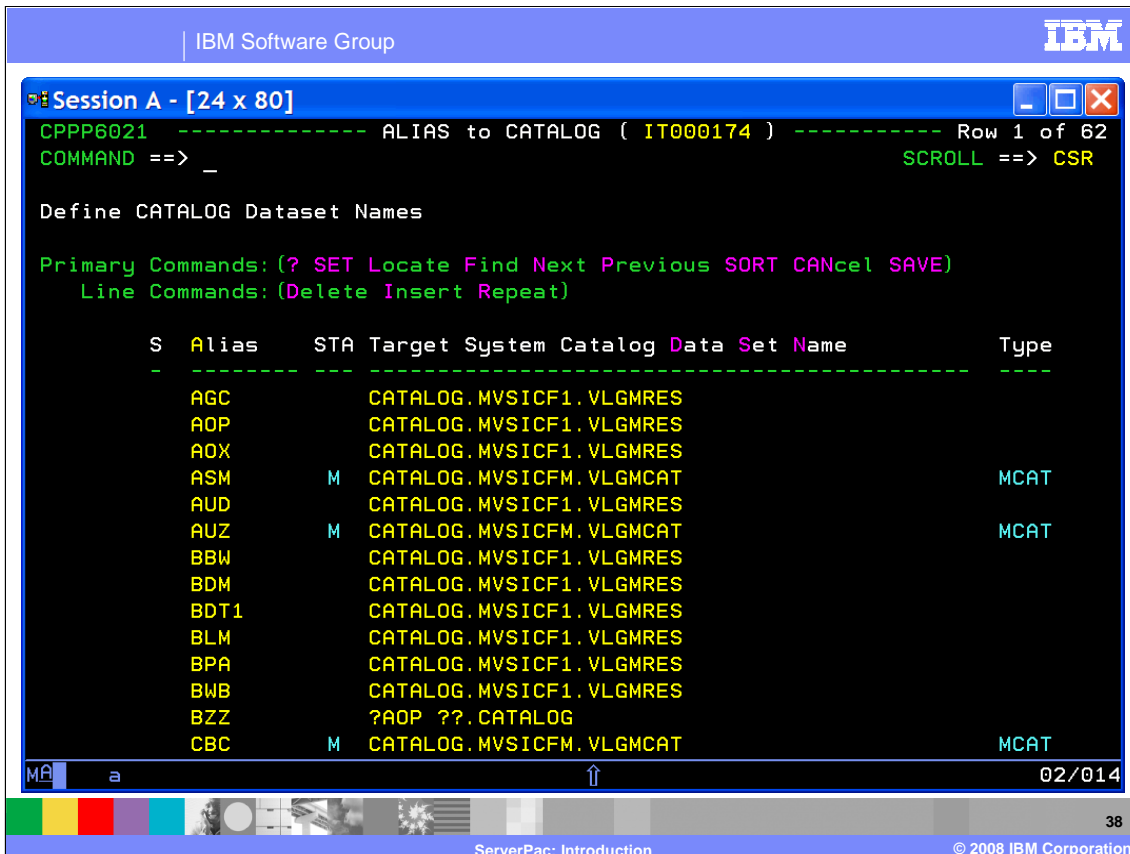 IBM Software Group
IBM
Session A - [24 x 80]
CPPP6021 -------------- ALIAS to CATALOG ( IT000174 ) ----------- Row 1 of 62
COMMAND ==> _ SCROLL ==> CSR
Define CATALOG Dataset Names
Primary Commands:(? SET Locate Find Next Previous SORT CANcel SAVE)
Line Commands:(Delete Insert Repeat)
S Alias STA Target System Catalog Data Set Name Type
- -------- --- -------------------------------------------- ----
AGC CATALOG.MVSICF1.VLGMRES
AOP CATALOG.MVSICF1.VLGMRES
AOX CATALOG.MVSICF1.VLGMRES
ASM M CATALOG.MVSICFM.VLGMCAT MCAT
AUD CATALOG.MVSICF1.VLGMRES
AUZ M CATALOG.MVSICFM.VLGMCAT MCAT
BBW CATALOG.MVSICF1.VLGMRES
BDM CATALOG.MVSICF1.VLGMRES
BDT1 CATALOG.MVSICF1.VLGMRES
BLM CATALOG.MVSICF1.VLGMRES
BPA CATALOG.MVSICF1.VLGMRES
BWB CATALOG.MVSICF1.VLGMRES
BZZ ?AOP ??.CATALOG
CBC M CATALOG.MVSICFM.VLGMCAT MCAT
MA a ⇧ 02/014
38
ServerPac: Introduction © 2008 IBM Corporation